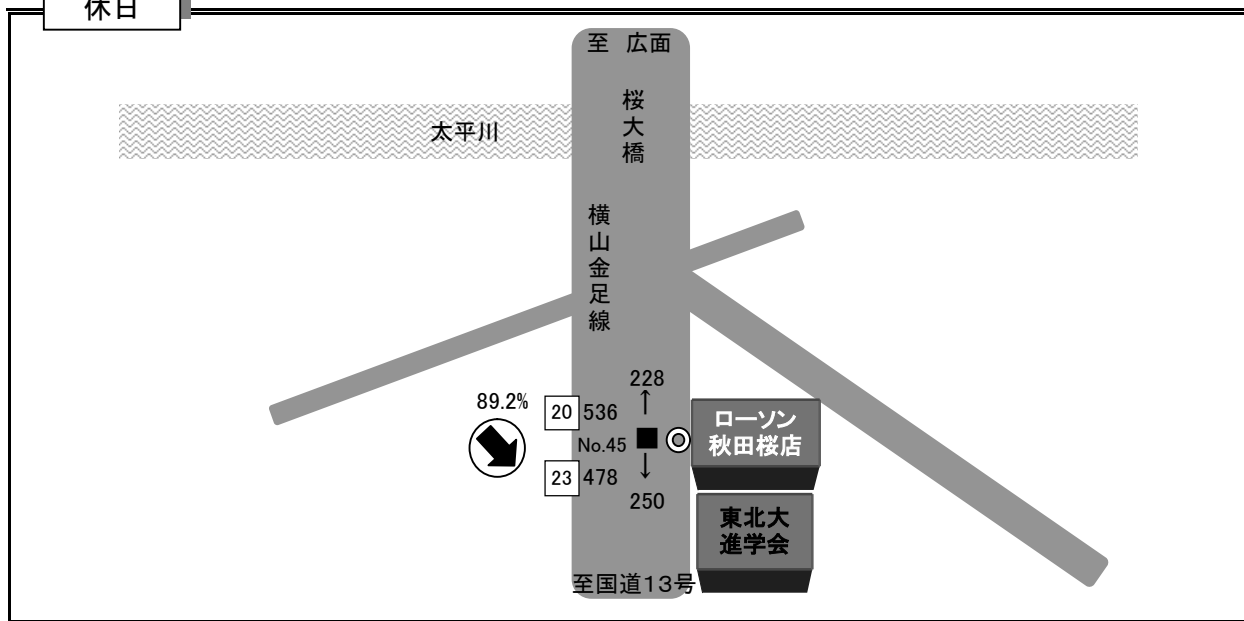 休日
至 広面
桜大橋
太平川
横山金足線
228
↑
89.2%
20 536
No.45
23 478
↓
250
ローソン
秋田桜店
東北大
進学会
至国道13号